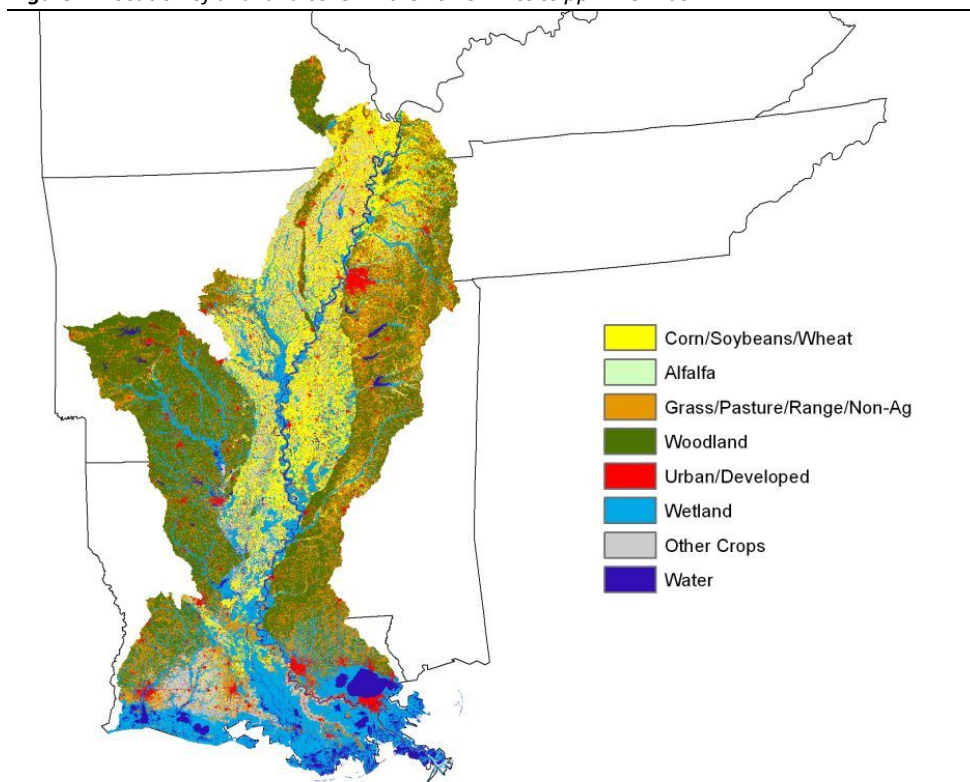 Corn/Soybeans/Wheat
Alfalfa
Grass/Pasture/Range/Non-Ag
Woodland
Urban/Developed
Wetland
Other Crops
Water